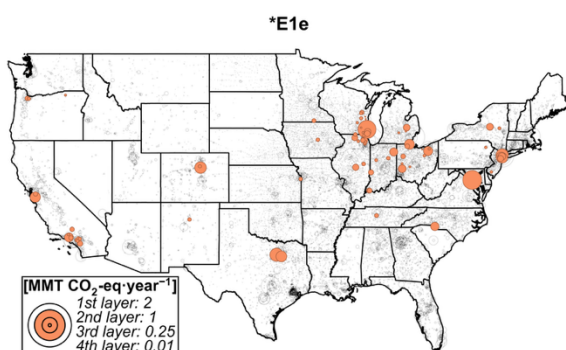 *E1e
[MMT CO₂-eq·year⁻¹]
1st layer: 2
2nd layer: 1
3rd layer: 0.25
4th layer: 0.01